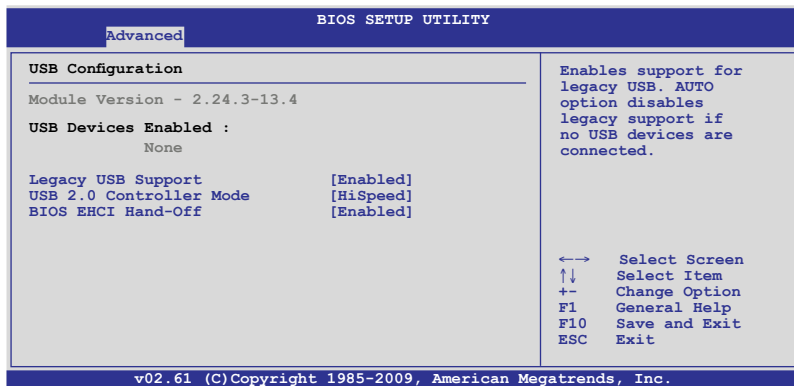 BIOS SETUP UTILITY
Advanced
USB Configuration
Module Version - 2.24.3-13.4
USB Devices Enabled :
None
Legacy USB Support [Enabled]
USB 2.0 Controller Mode [HiSpeed]
BIOS EHCI Hand-Off [Enabled]
Enables support for
legacy USB. AUTO
option disables
legacy support if
no USB devices are
connected.
←→ Select Screen
↑↓ Select Item
+- Change Option
F1 General Help
F10 Save and Exit
ESC Exit
v02.61 (C)Copyright 1985-2009, American Megatrends, Inc.